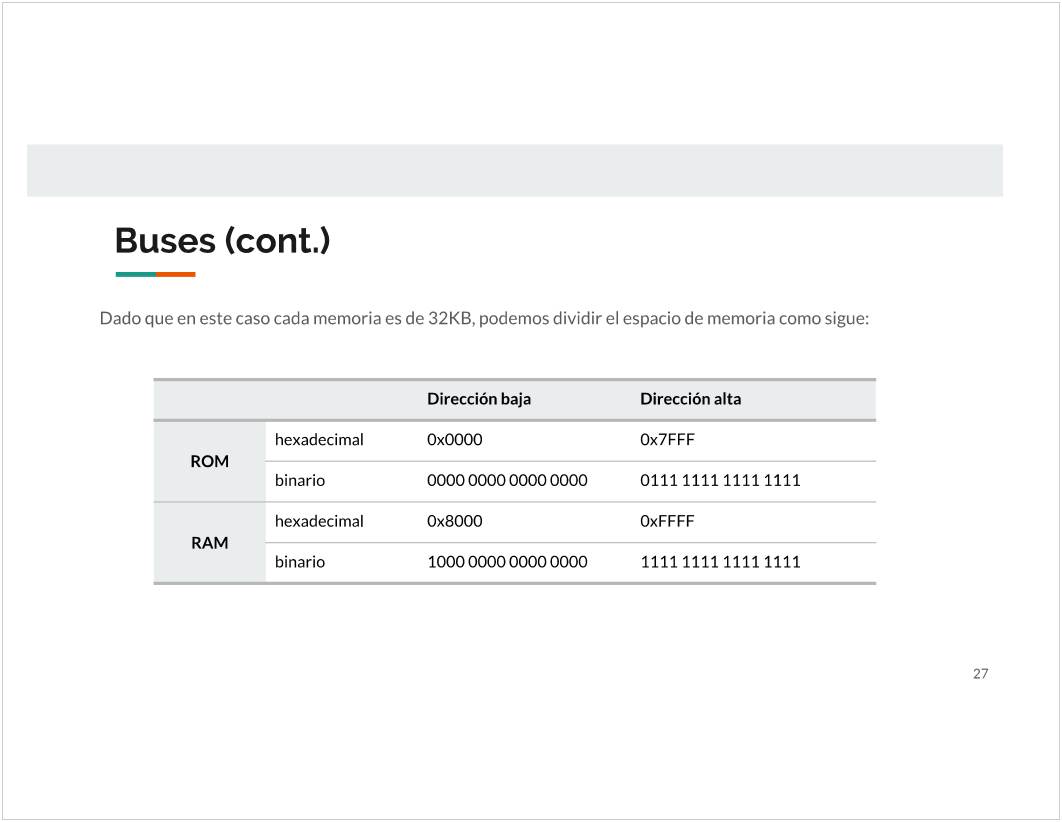 Buses (cont.)
Dado que en este caso cada memoria es de 32KB, podemos dividir el espacio de memoria como sigue:
Dirección baja Dirección alta
ROM
hexadecimal 0x0000 0x7FFF
binario 0000 0000 0000 0000 0111 1111 1111 1111
RAM
hexadecimal 0x8000 0xFFFF
binario 1000 0000 0000 0000 1111 1111 1111 1111
27